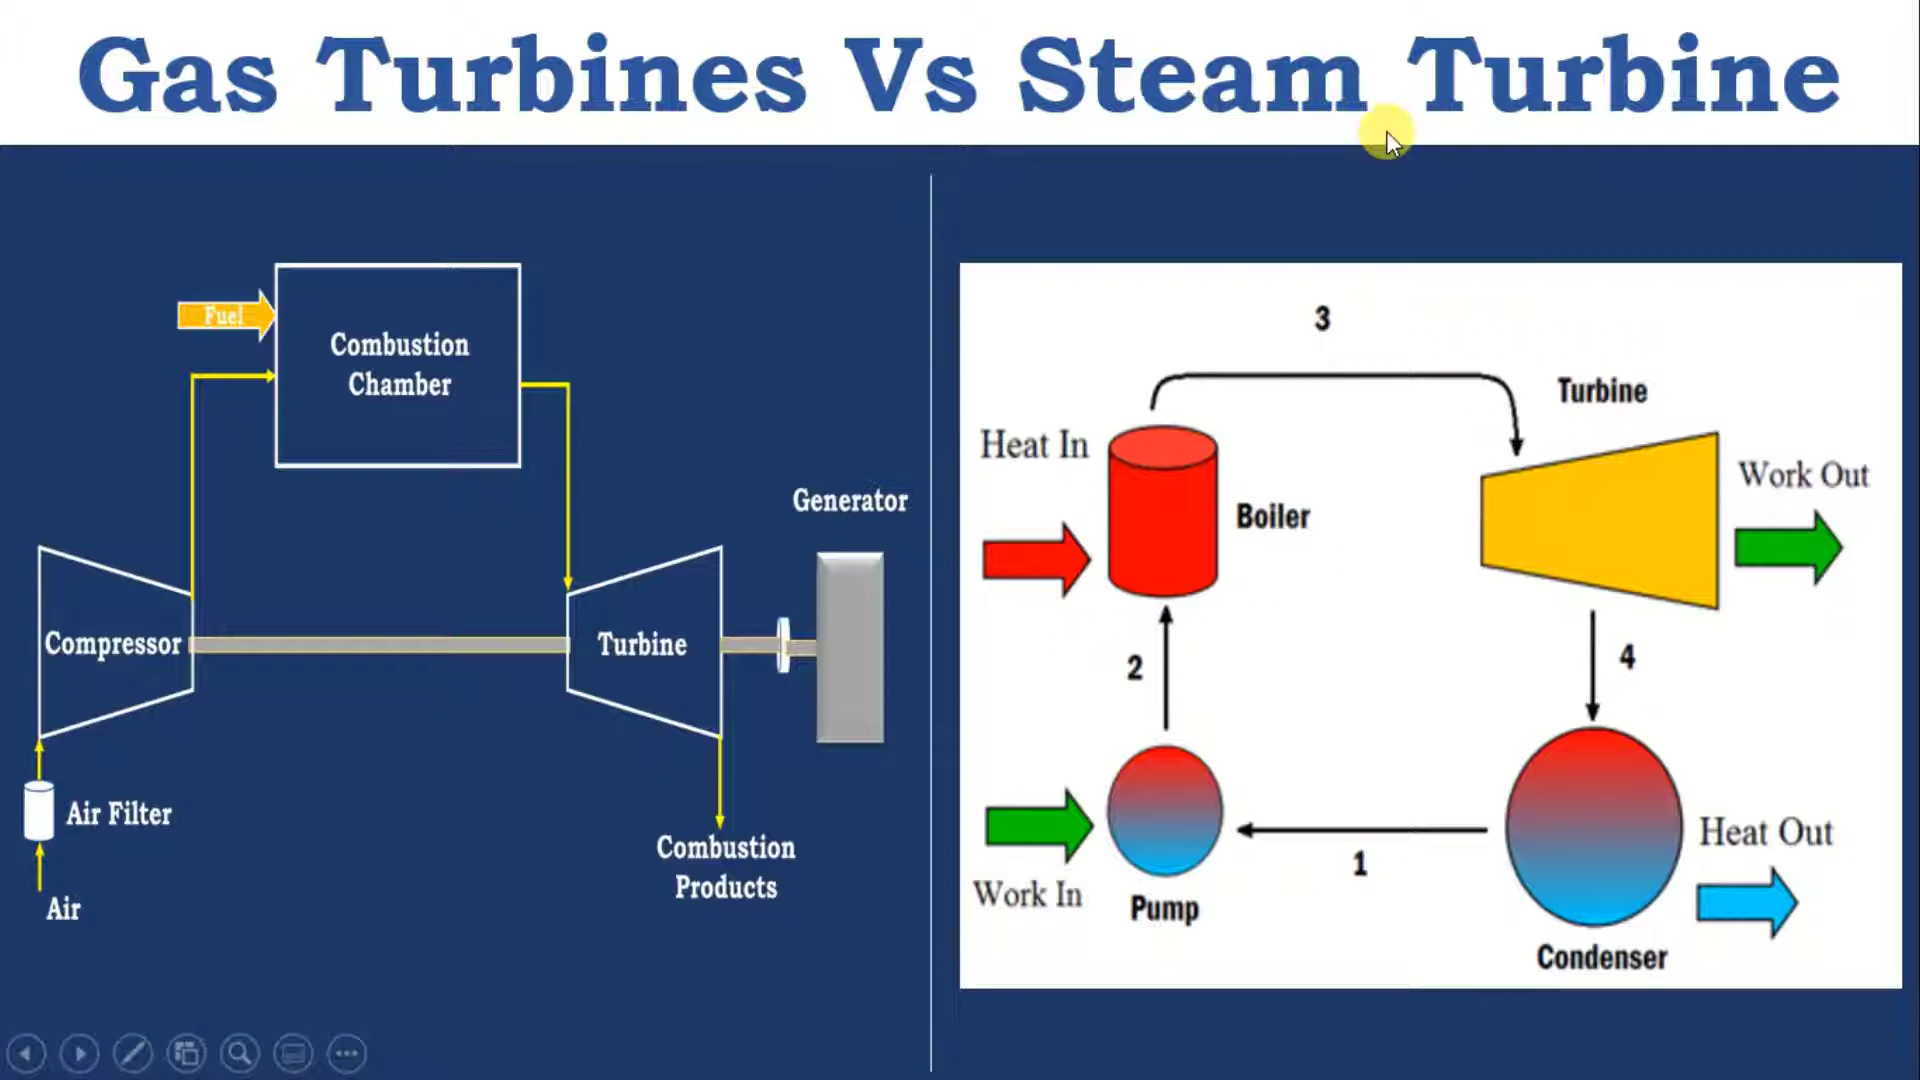 Gas Turbines Vs Steam Turbine
Fuel
Combustion
Chamber
Generator
Compressor
Turbine
Air Filter
Combustion
Products
Air
3
Turbine
Heat In
Work Out
Boiler
2
4
1
Heat Out
Work In
Pump
Condenser